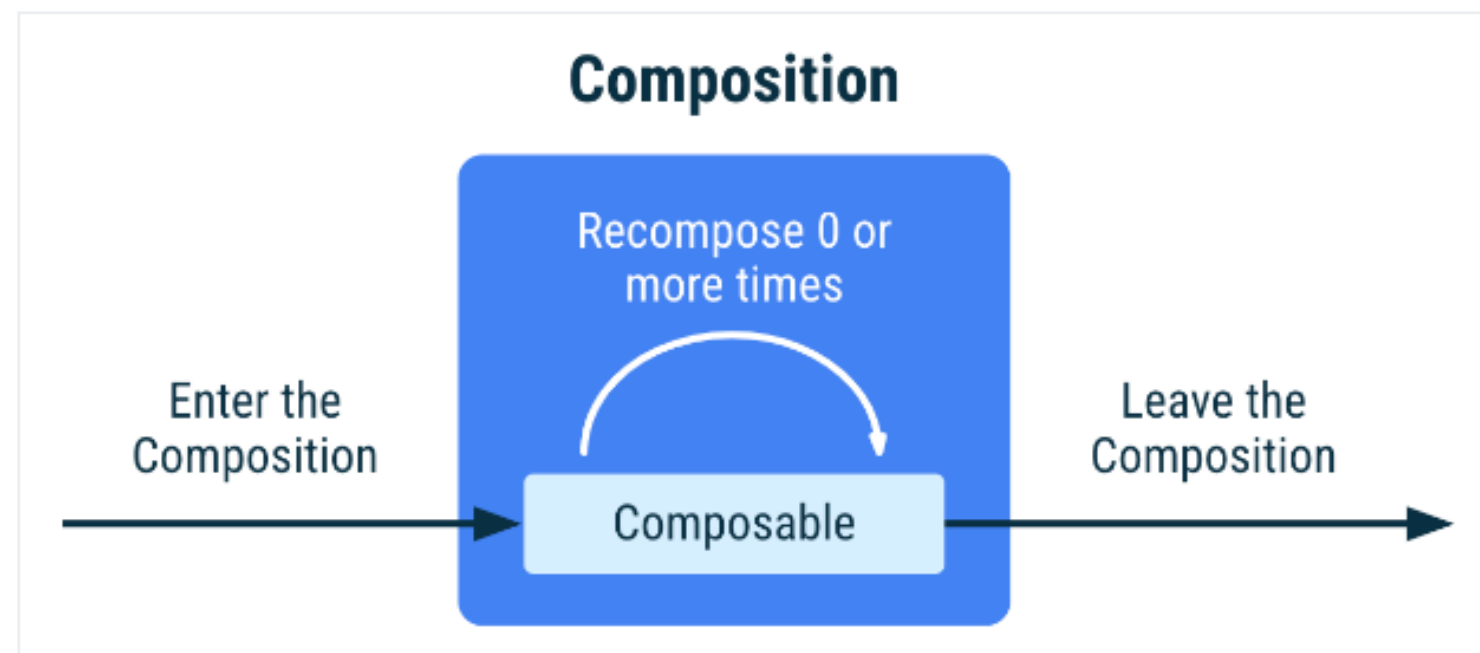 Composition
Recompose 0 or
more times
Enter the
Composition
Leave the
Composition
Composable